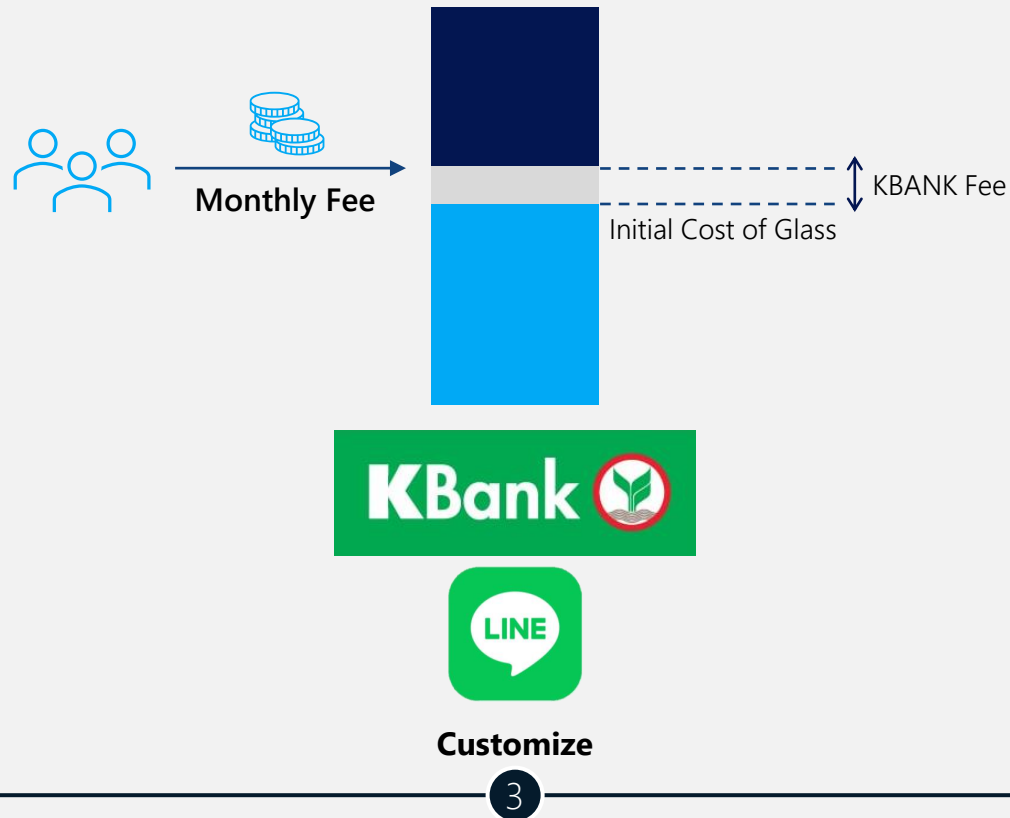 Monthly Fee
KBANK Fee
Initial Cost of Glass
KBank
LINE
Customize
3